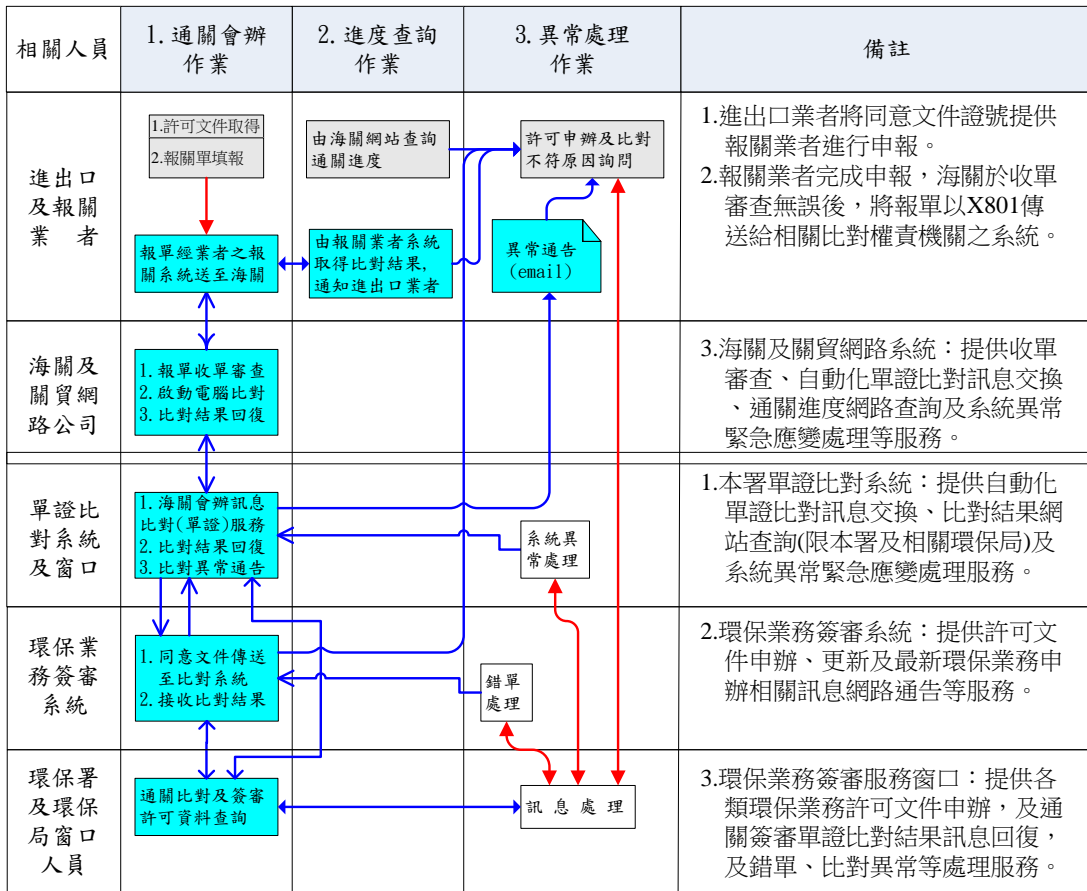 相關人員
1.通關會辦
作業
2.進度查詢
作業
3.異常處理
作業
備註
進出口
及報關
業 者
1.許可文件取得
2.報關單填報
由海關網站查詢
通關進度
許可申辦及比對
不符原因詢問
報單經業者之報
關系統送至海關
由報關業者系統
取得比對結果,
通知進出口業者
異常通告
(email)
1.進出口業者將同意文件證號提供
報關業者進行申報。
2.報關業者完成申報，海關於收單
審查無誤後，將報單以X801傳
送給相關比對權責機關之系統。
海關及
關貿網
路公司
1. 報單收單審查
2. 啟動電腦比對
3. 比對結果回復
3.海關及關貿網路系統：提供收單
審查、自動化單證比對訊息交換
、通關進度網路查詢及系統異常
緊急應變處理等服務。
單證比
對系統
及窗口
1. 海關會辦訊息
比對(單證)服務
2. 比對結果回復
3. 比對異常通告
系統異
常處理
1.本署單證比對系統：提供自動化
單證比對訊息交換、比對結果網
站查詢(限本署及相關環保局)及
系統異常緊急應變處理服務。
環保業
務簽審
系統
1. 同意文件傳送
至比對系統
2. 接收比對結果
錯單
處理
2.環保業務簽審系統：提供許可文
件申辦、更新及最新環保業務申
辦相關訊息網路通告等服務。
環保署
及環保
局窗口
人員
通關比對及簽審
許可資料查詢
訊 息 處 理
3.環保業務簽審服務窗口：提供各
類環保業務許可文件申辦，及通
關簽審單證比對結果訊息回復，
及錯單、比對異常等處理服務。